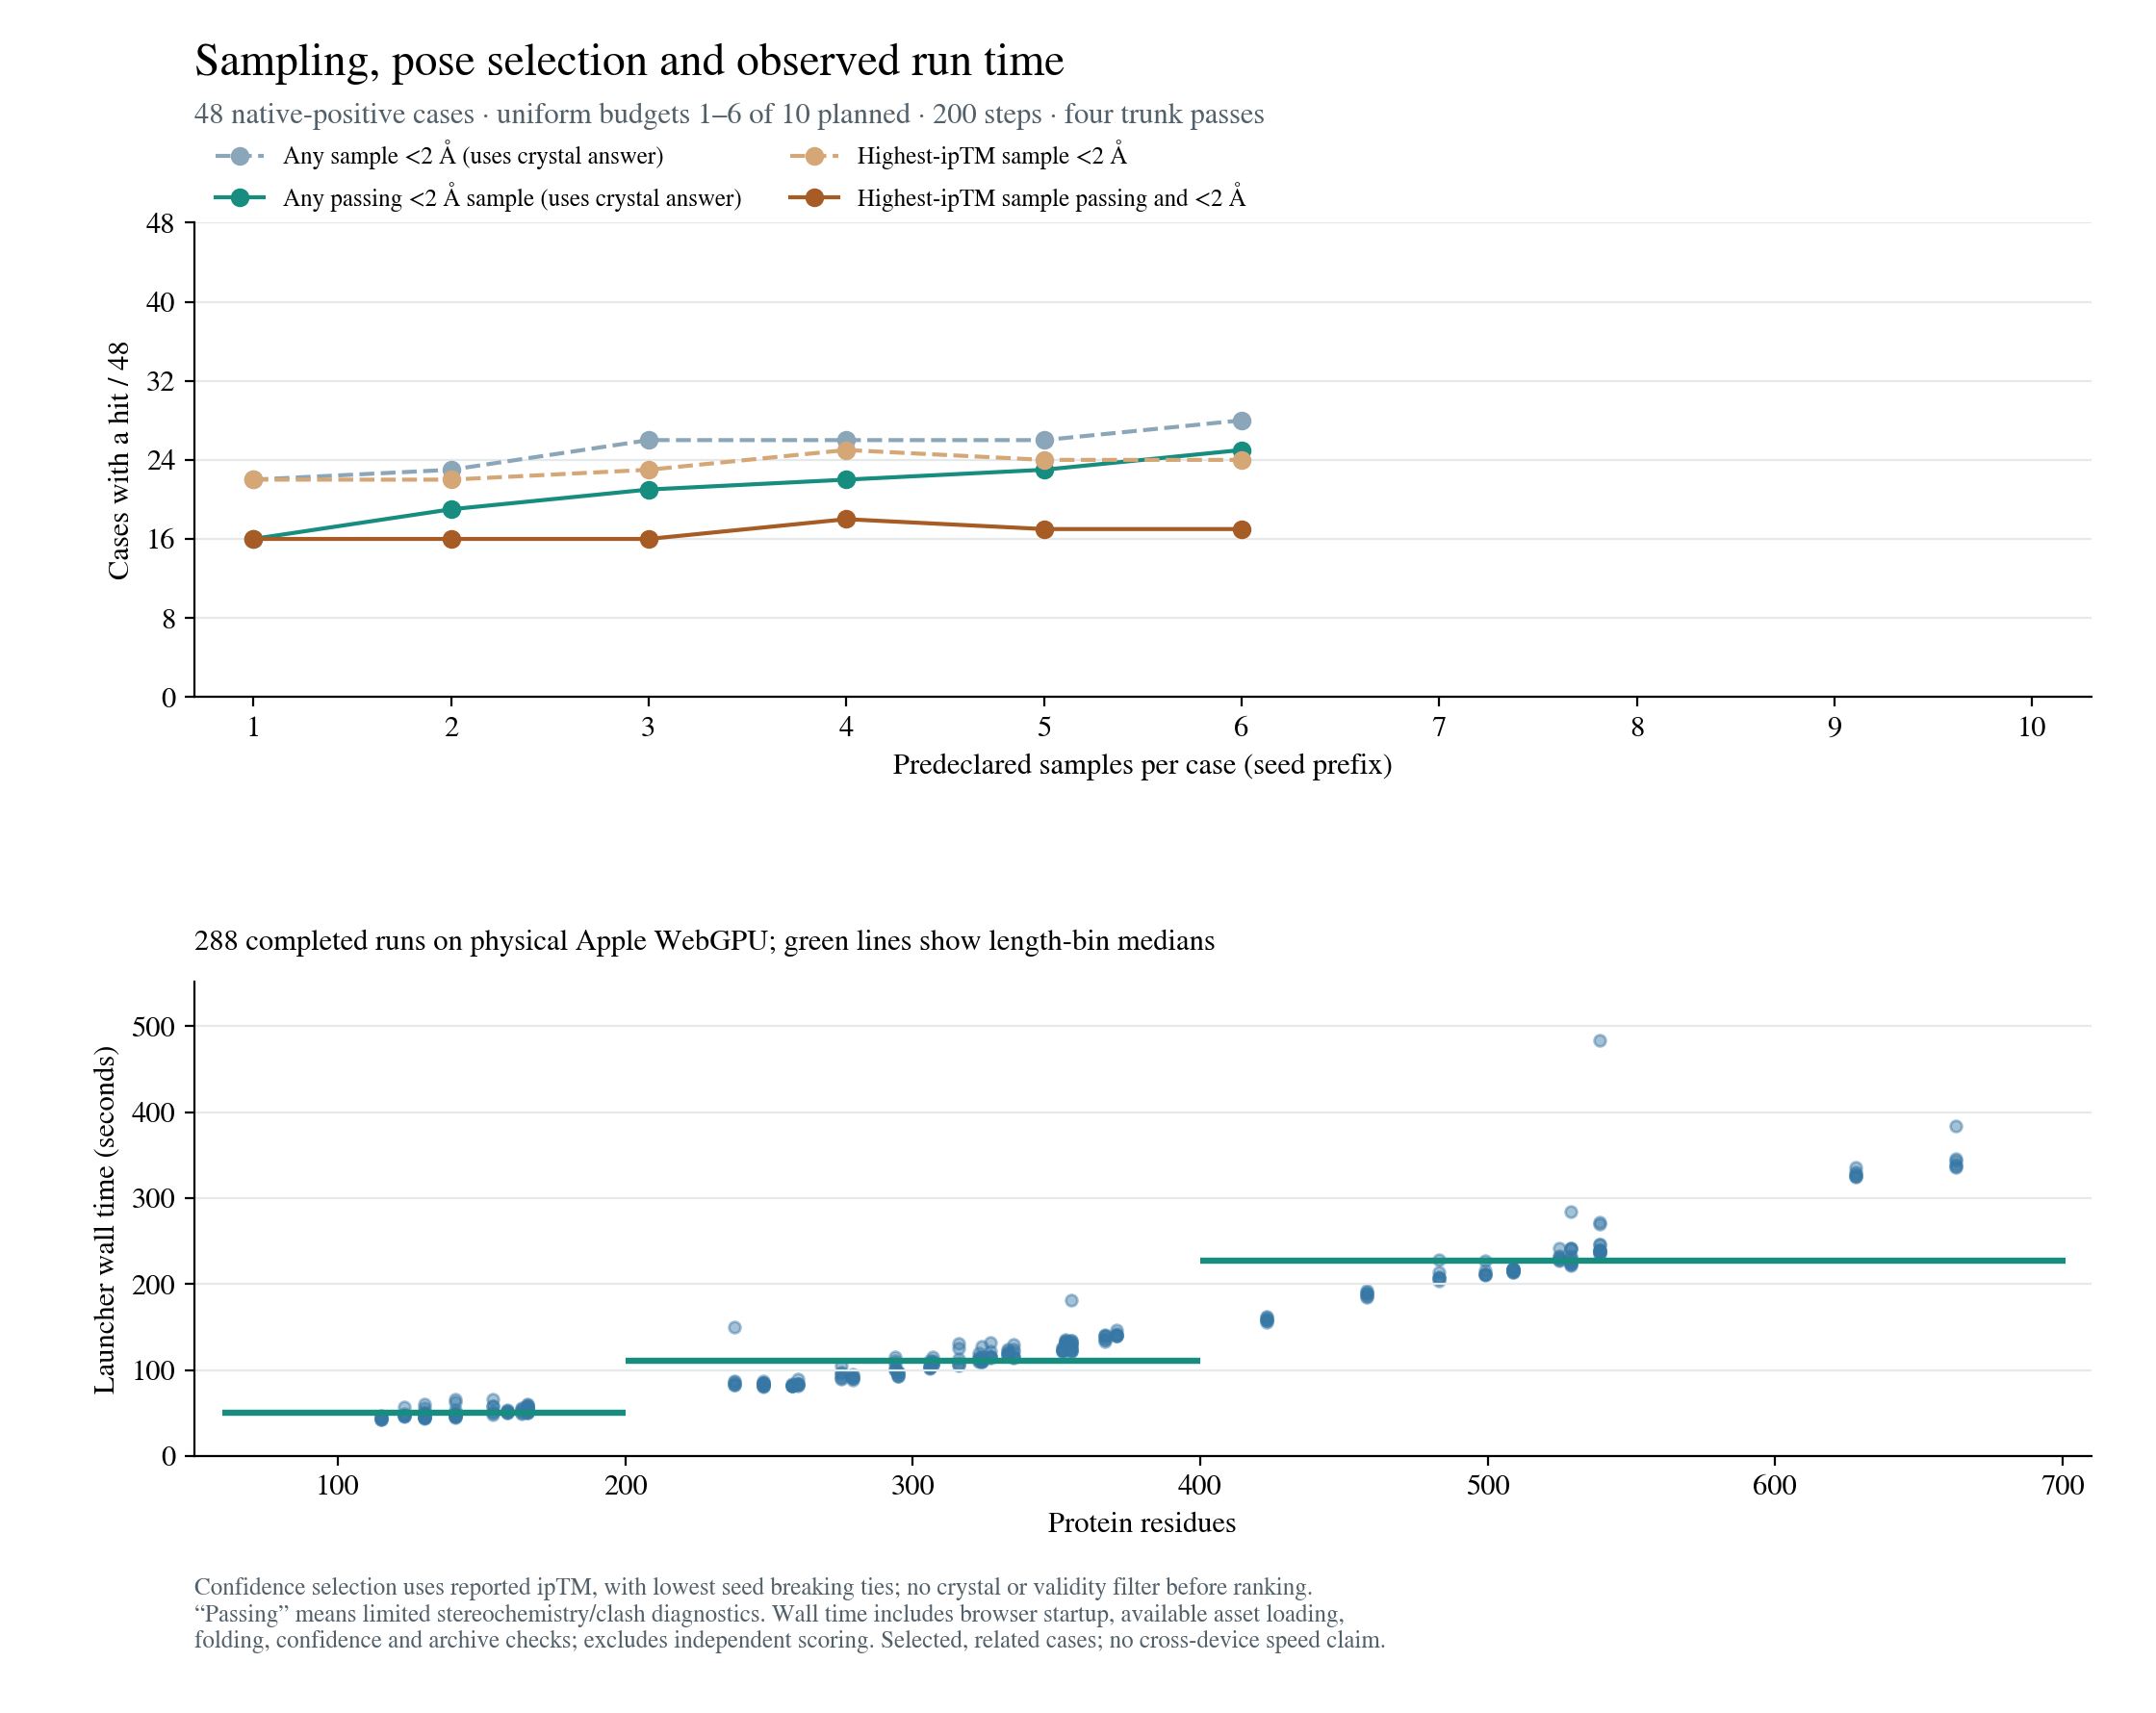 Sampling, pose selection and observed run time
48 native-positive cases · uniform budgets 1–6 of 10 planned · 200 steps · four trunk passes
Any sample <2 Å (uses crystal answer)
Highest-ipTM sample <2 Å
Any passing <2 Å sample (uses crystal answer)
Highest-ipTM sample passing and <2 Å
Cases with a hit / 48
48
40
32
24
16
8
0
1 2 3 4 5 6 7 8 9 10
Predeclared samples per case (seed prefix)
288 completed runs on physical Apple WebGPU; green lines show length-bin medians
Launcher wall time (seconds)
500
400
300
200
100
0
100 200 300 400 500 600 700
Protein residues
Confidence selection uses reported ipTM, with lowest seed breaking ties; no crystal or validity filter before ranking.
“Passing” means limited stereochemistry/clash diagnostics. Wall time includes browser startup, available asset loading,
folding, confidence and archive checks; excludes independent scoring. Selected, related cases; no cross-device speed claim.